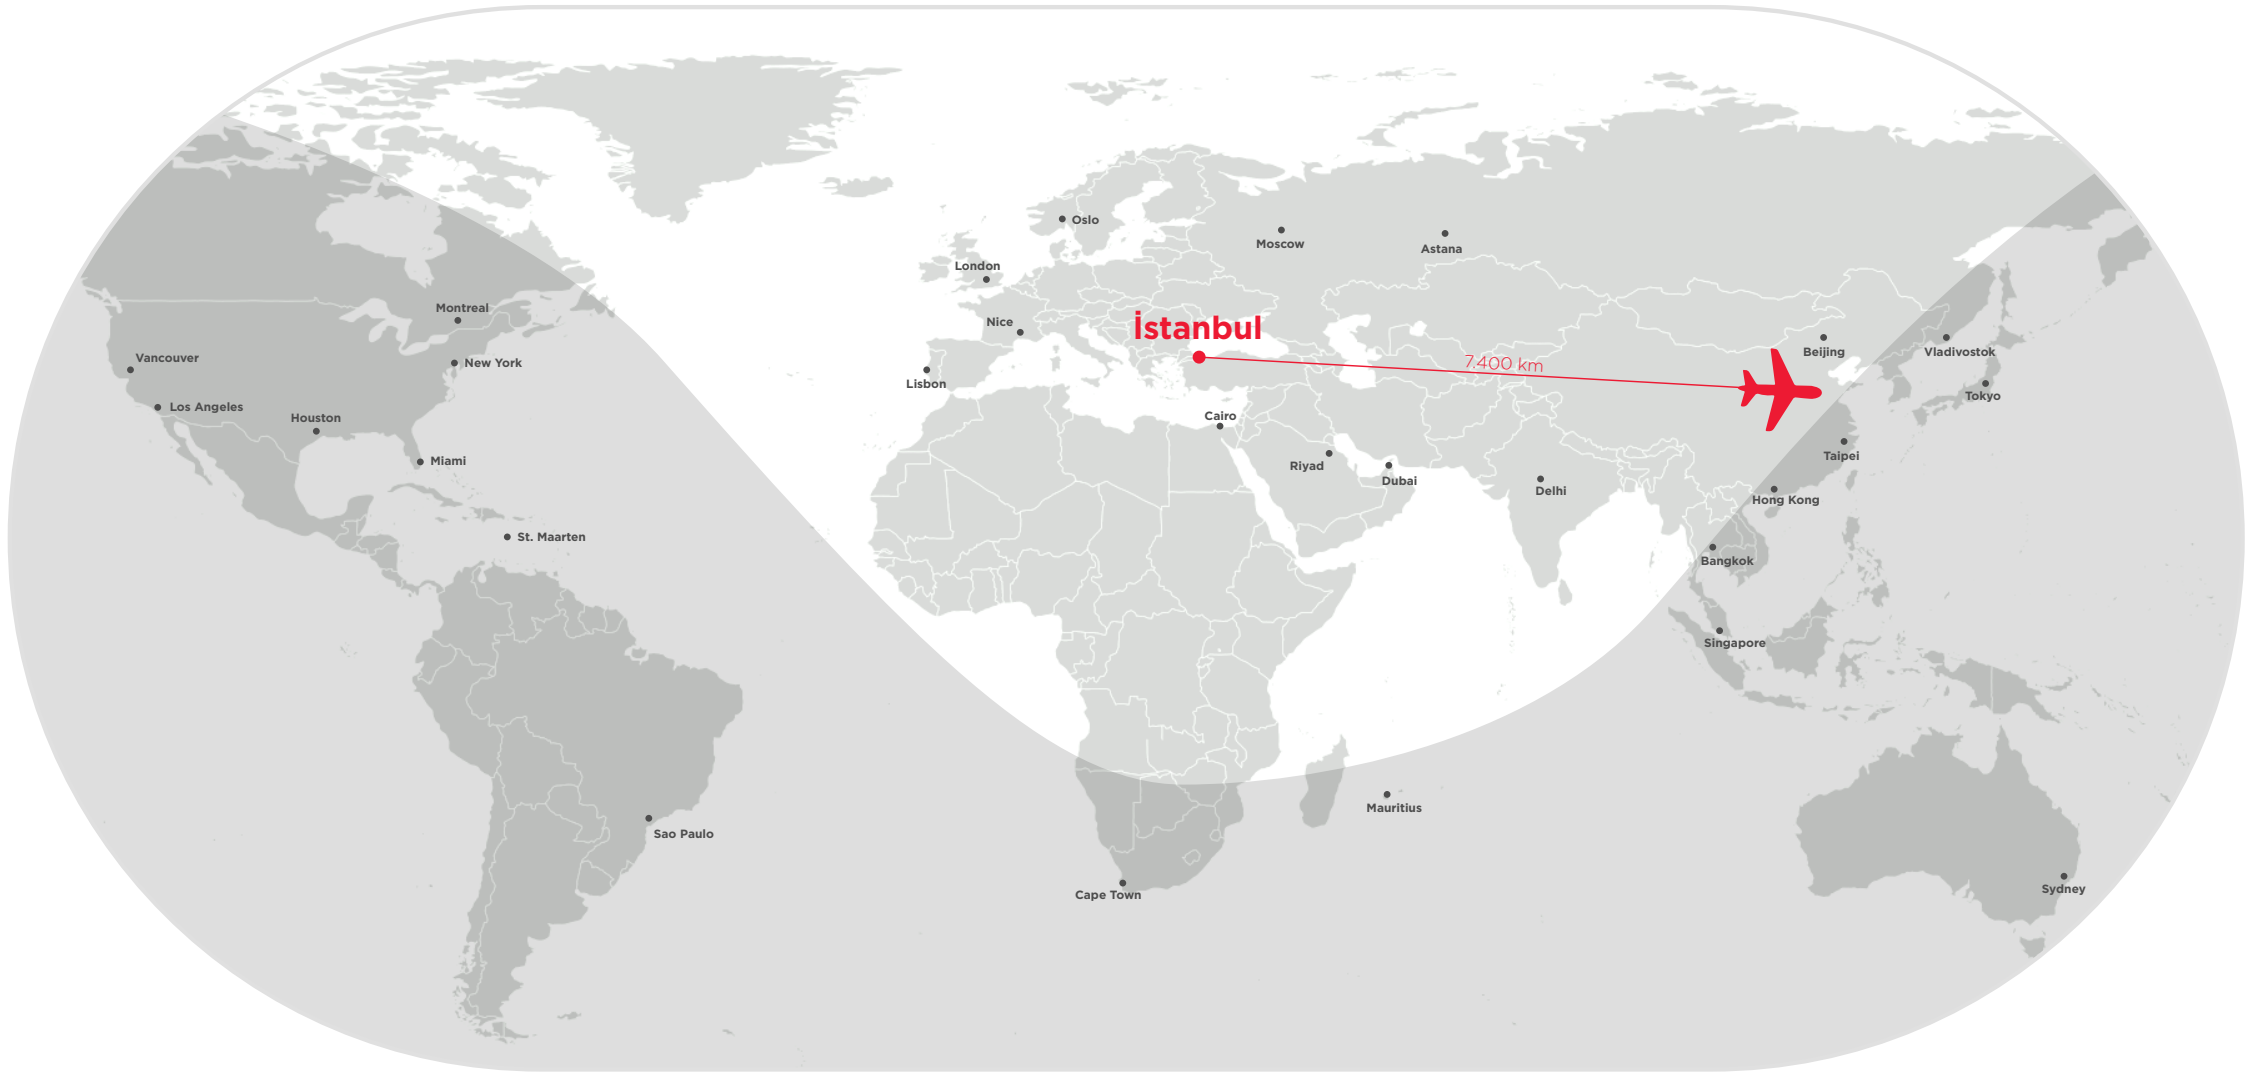 Oslo
Moscow
Astana
London
Montreal
Nice
İstanbul
Vancouver
New York
7.400 km
Beijing
Vladivostok
Lisbon
Tokyo
Los Angeles
Houston
Cairo
Miami
Riyad
Dubai
Taipei
Delhi
Hong Kong
St. Maarten
Bangkok
Singapore
Mauritius
Sao Paulo
Cape Town
Sydney